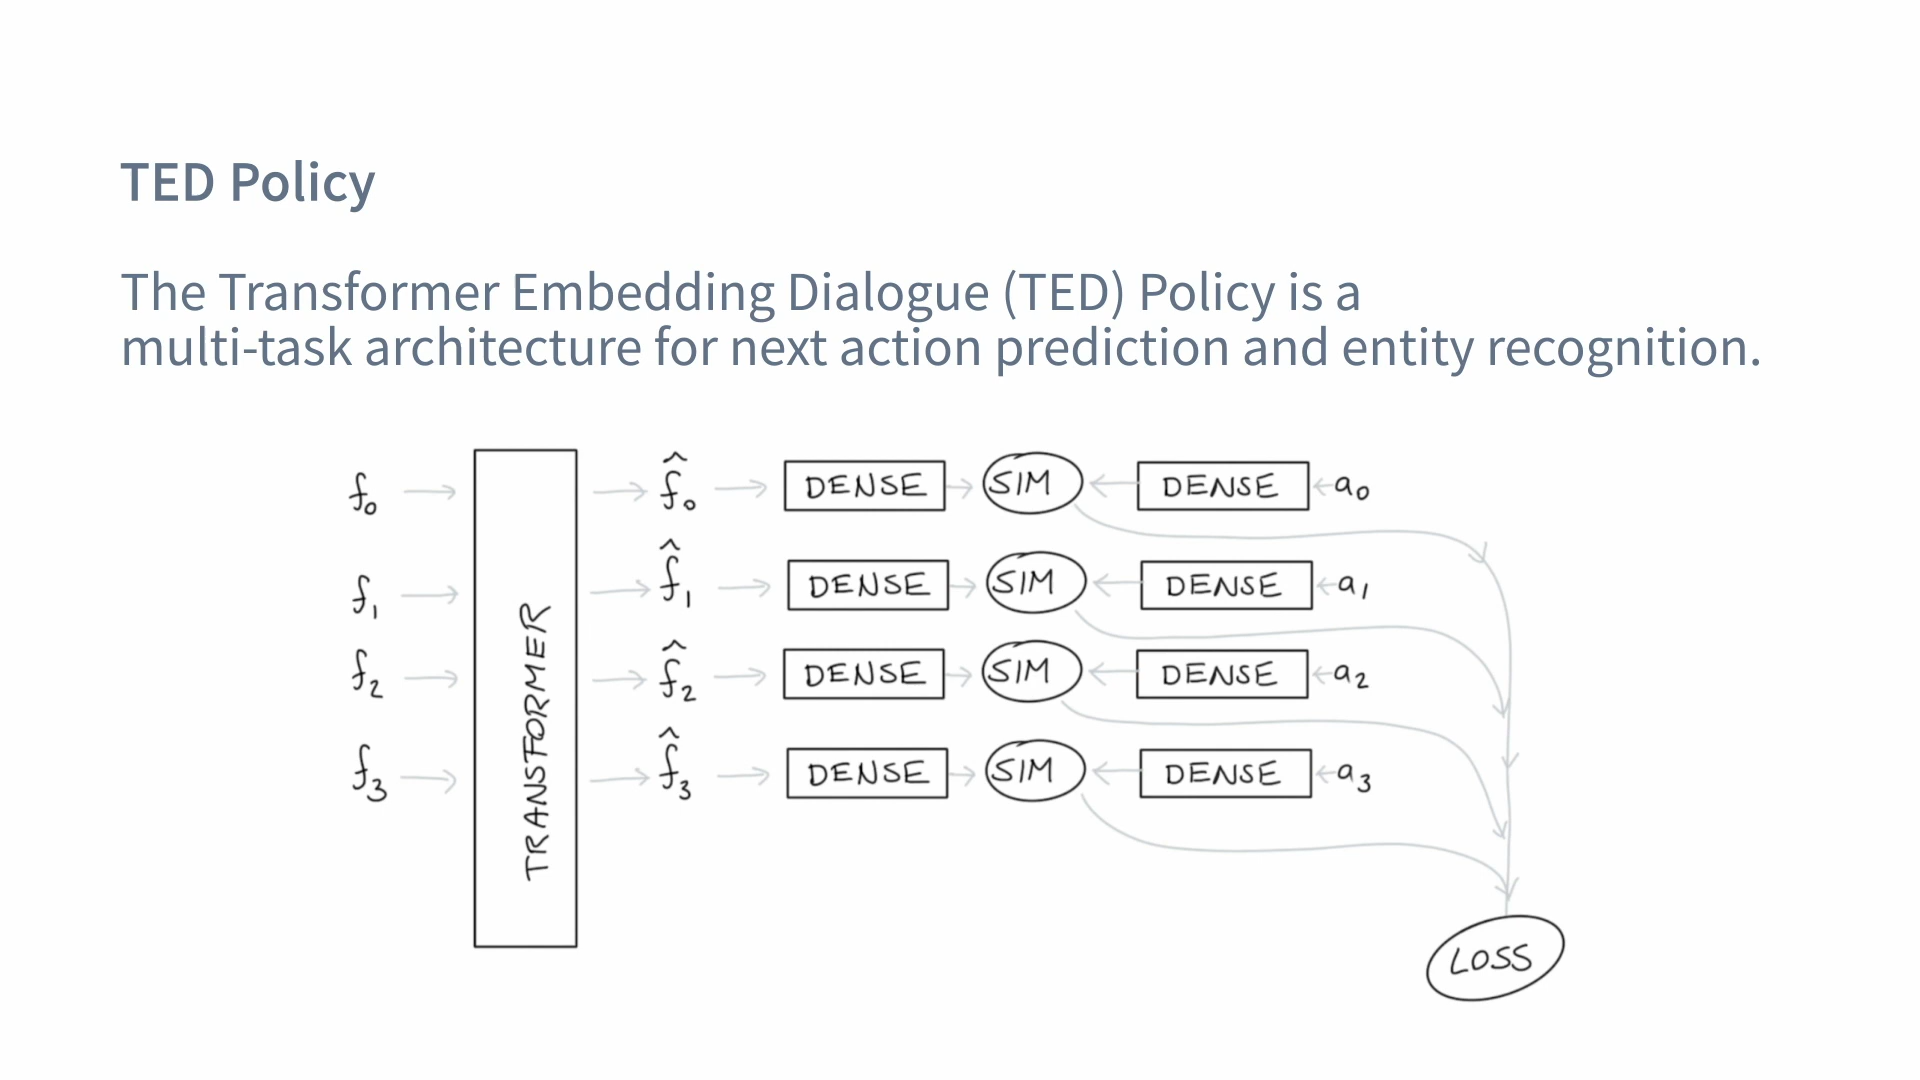 TED Policy
The Transformer Embedding Dialogue (TED) Policy is a
multi-task architecture for next action prediction and entity recognition.
f₀ f̂₀ DENSE SIM DENSE a₀
f₁ f̂₁ DENSE SIM DENSE a₁
f₂ f̂₂ DENSE SIM DENSE a₂
f₃ f̂₃ DENSE SIM DENSE a₃
TRANSFORMER
LOSS